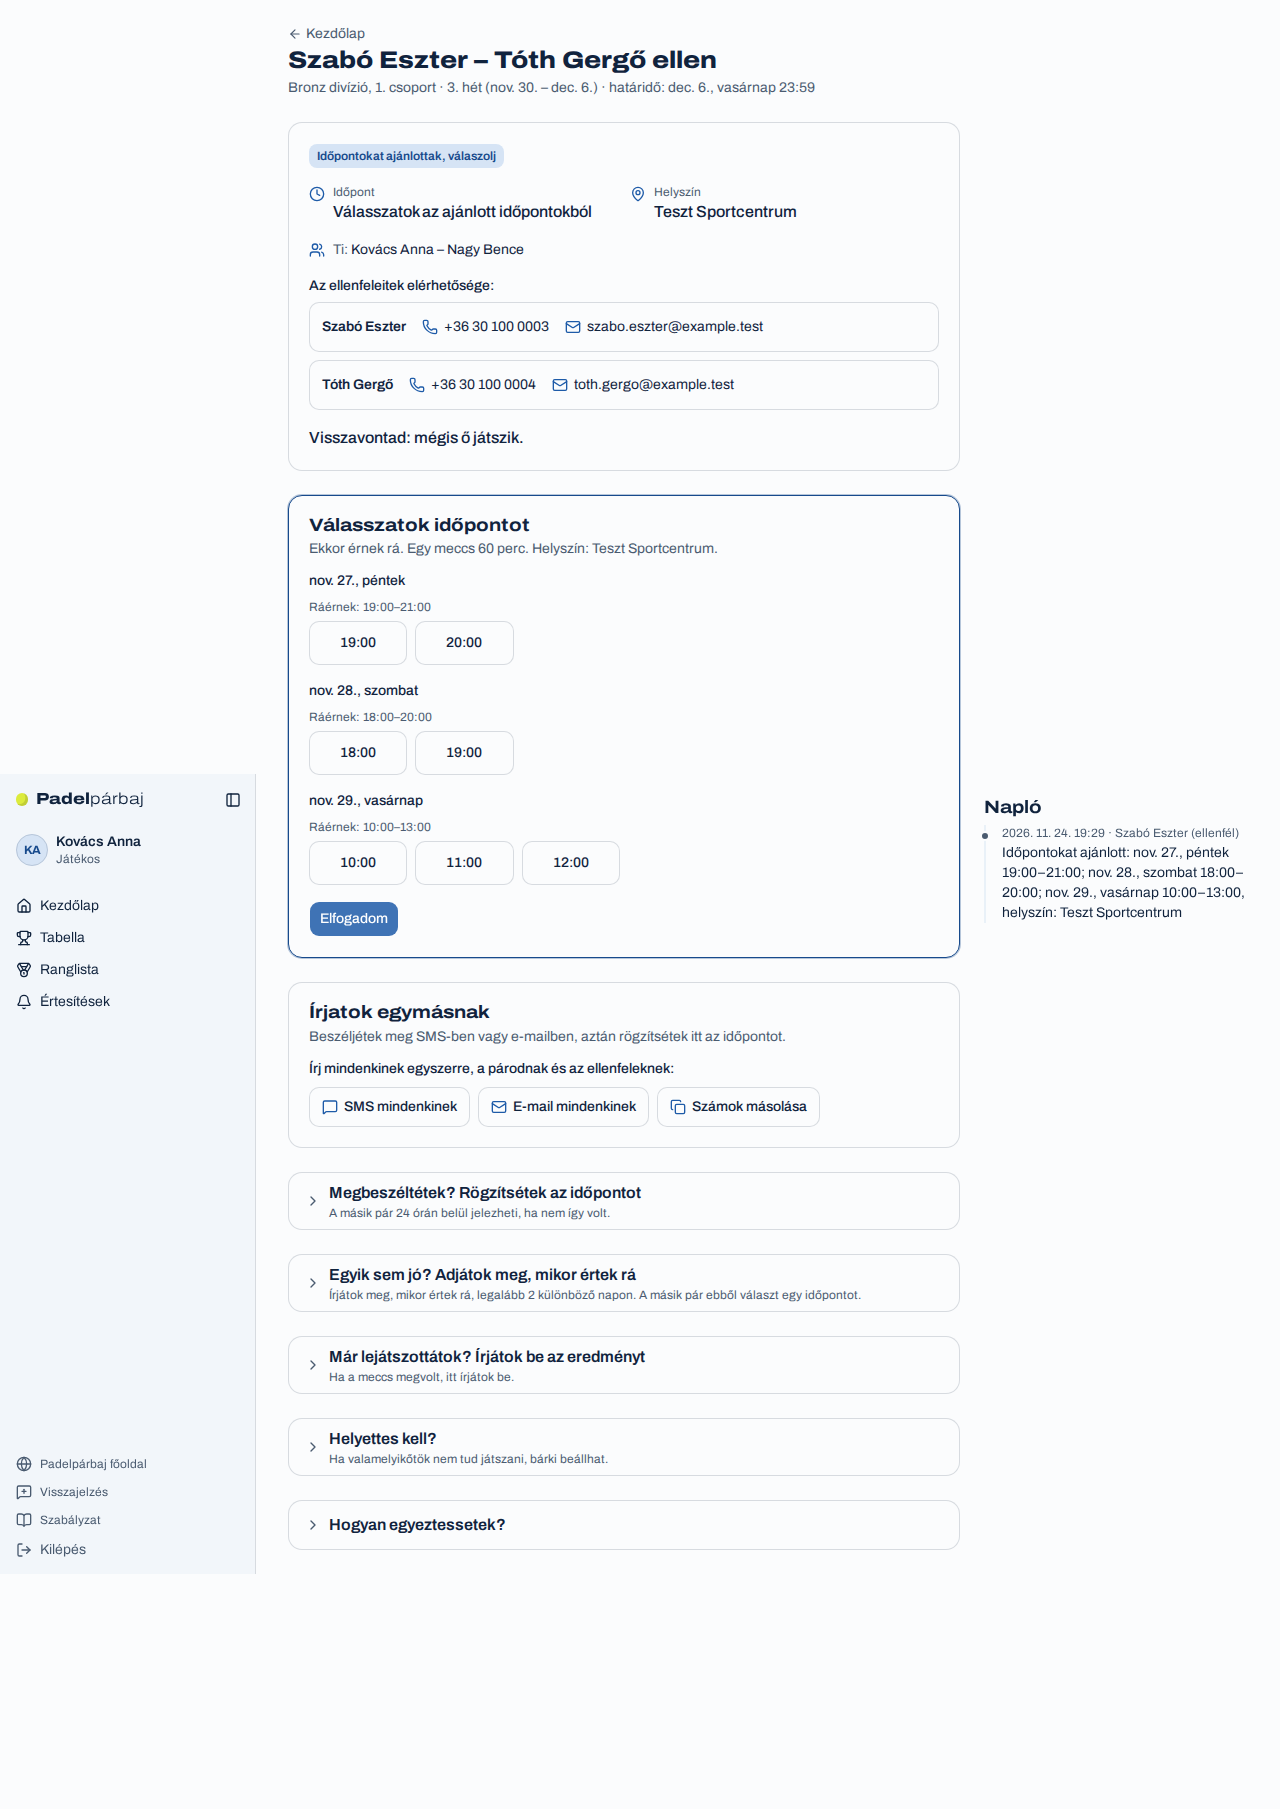 Kezdőlap
Szabó Eszter – Tóth Gergő ellen
Bronz divízió, 1. csoport · 3. hét (nov. 30. – dec. 6.) · határidő: dec. 6., vasárnap 23:59
Időpontokat ajánlottak, válaszolj
Időpont
Válasszatok az ajánlott időpontokból
Helyszín
Teszt Sportcentrum
Ti: Kovács Anna – Nagy Bence
Az ellenfeleitek elérhetősége:
Szabó Eszter +36 30 100 0003 szabo.eszter@example.test
Tóth Gergő +36 30 100 0004 toth.gergo@example.test
Visszavontad: mégis ő játszik.
Válasszatok időpontot
Ekkor érnek rá. Egy meccs 60 perc. Helyszín: Teszt Sportcentrum.
nov. 27., péntek
Ráérnek: 19:00–21:00
19:00 20:00
nov. 28., szombat
Ráérnek: 18:00–20:00
18:00 19:00
nov. 29., vasárnap
Ráérnek: 10:00–13:00
10:00 11:00 12:00
Elfogadom
Írjatok egymásnak
Beszéljétek meg SMS-ben vagy e-mailben, aztán rögzítsétek itt az időpontot.
Írj mindenkinek egyszerre, a párodnak és az ellenfeleknek:
SMS mindenkinek E-mail mindenkinek Számok másolása
Megbeszéltétek? Rögzítsétek az időpontot
A másik pár 24 órán belül jelezheti, ha nem így volt.
Egyik sem jó? Adjátok meg, mikor értek rá
Írjátok meg, mikor értek rá, legalább 2 különböző napon. A másik pár ebből választ egy időpontot.
Már lejátszottátok? Írjátok be az eredményt
Ha a meccs megvolt, itt írjátok be.
Helyettes kell?
Ha valamelyikőtök nem tud játszani, bárki beállhat.
Hogyan egyeztessetek?
Padelpárbaj
KA
Kovács Anna
Játékos
Kezdőlap
Tabella
Ranglista
Értesítések
Padelpárbaj főoldal
Visszajelzés
Szabályzat
Kilépés
Napló
2026. 11. 24. 19:29 · Szabó Eszter (ellenfél)
Időpontokat ajánlott: nov. 27., péntek
19:00–21:00; nov. 28., szombat 18:00–
20:00; nov. 29., vasárnap 10:00–13:00,
helyszín: Teszt Sportcentrum